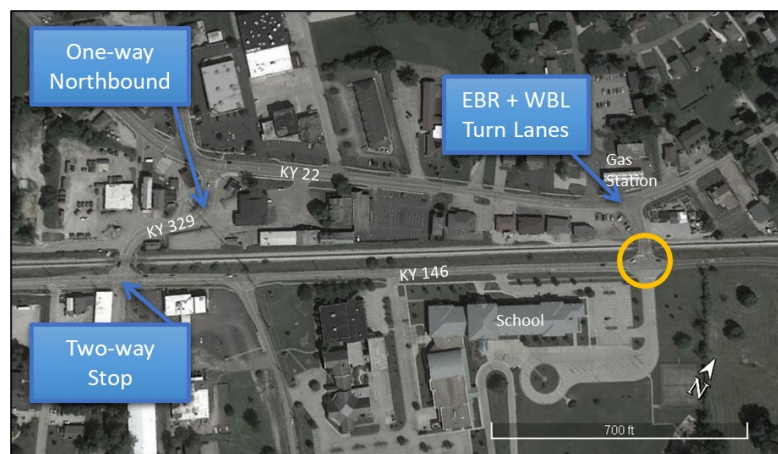 One-way
Northbound
EBR + WBL
Turn Lanes
Gas
Station
KY 22
KY 329
KY 146
School
Two-way
Stop
N
700 ft